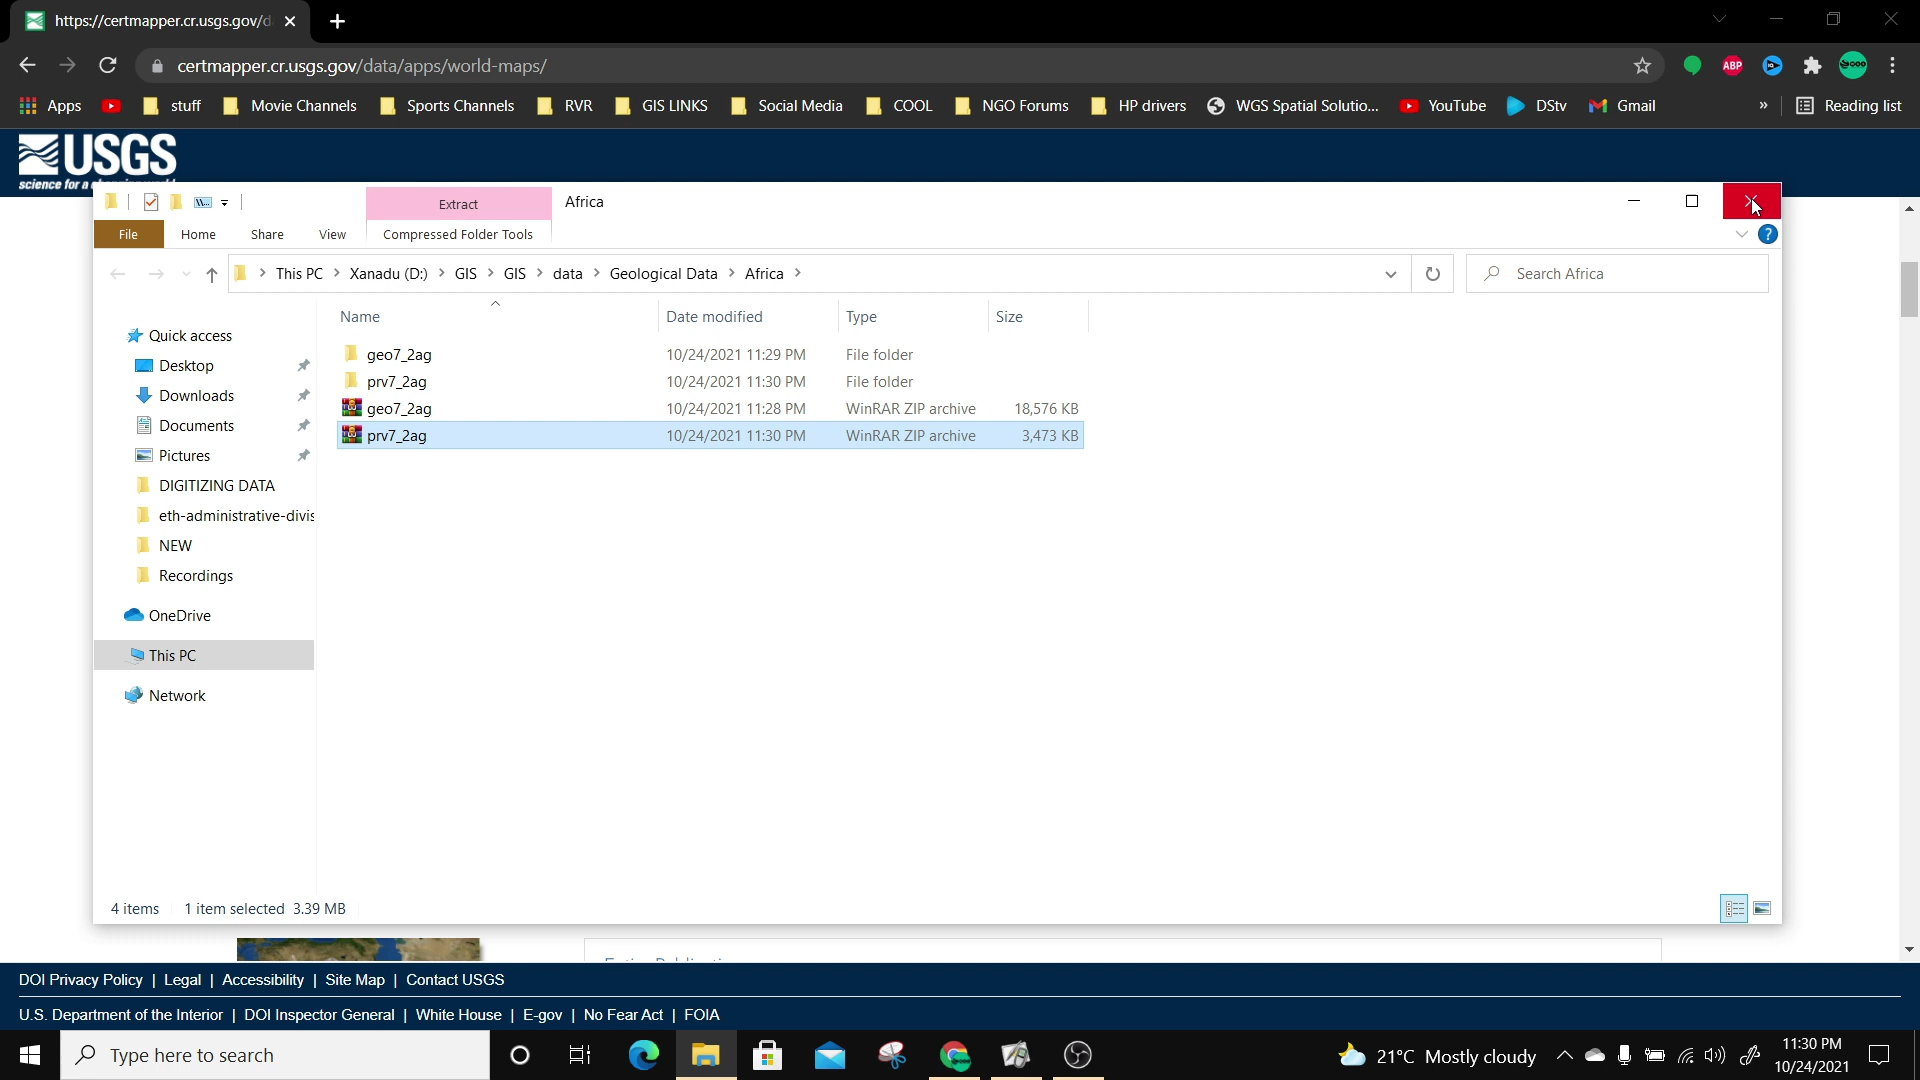 https://certmapper.cr.usgs.gov/d
certmapper.cr.usgs.gov/data/apps/world-maps/
ABP
Apps stuff Movie Channels Sports Channels RVR GIS LINKS Social Media COOL NGO Forums HP drivers WGS Spatial Solutio... YouTube DStv Gmail » Reading list
USGS
science for a
Extract Africa
File Home Share View Compressed Folder Tools
This PC > Xanadu (D:) > GIS > GIS > data > Geological Data > Africa >
Search Africa
Name Date modified Type Size
Quick access
Desktop
Downloads
Documents
Pictures
DIGITIZING DATA
eth-administrative-divis
NEW
Recordings
OneDrive
This PC
Network
geo7_2ag 10/24/2021 11:29 PM File folder
prv7_2ag 10/24/2021 11:30 PM File folder
geo7_2ag 10/24/2021 11:28 PM WinRAR ZIP archive 18,576 KB
prv7_2ag 10/24/2021 11:30 PM WinRAR ZIP archive 3,473 KB
4 items 1 item selected 3.39 MB
DOI Privacy Policy | Legal | Accessibility | Site Map | Contact USGS
U.S. Department of the Interior | DOI Inspector General | White House | E-gov | No Fear Act | FOIA
Type here to search
21°C Mostly cloudy
11:30 PM
10/24/2021